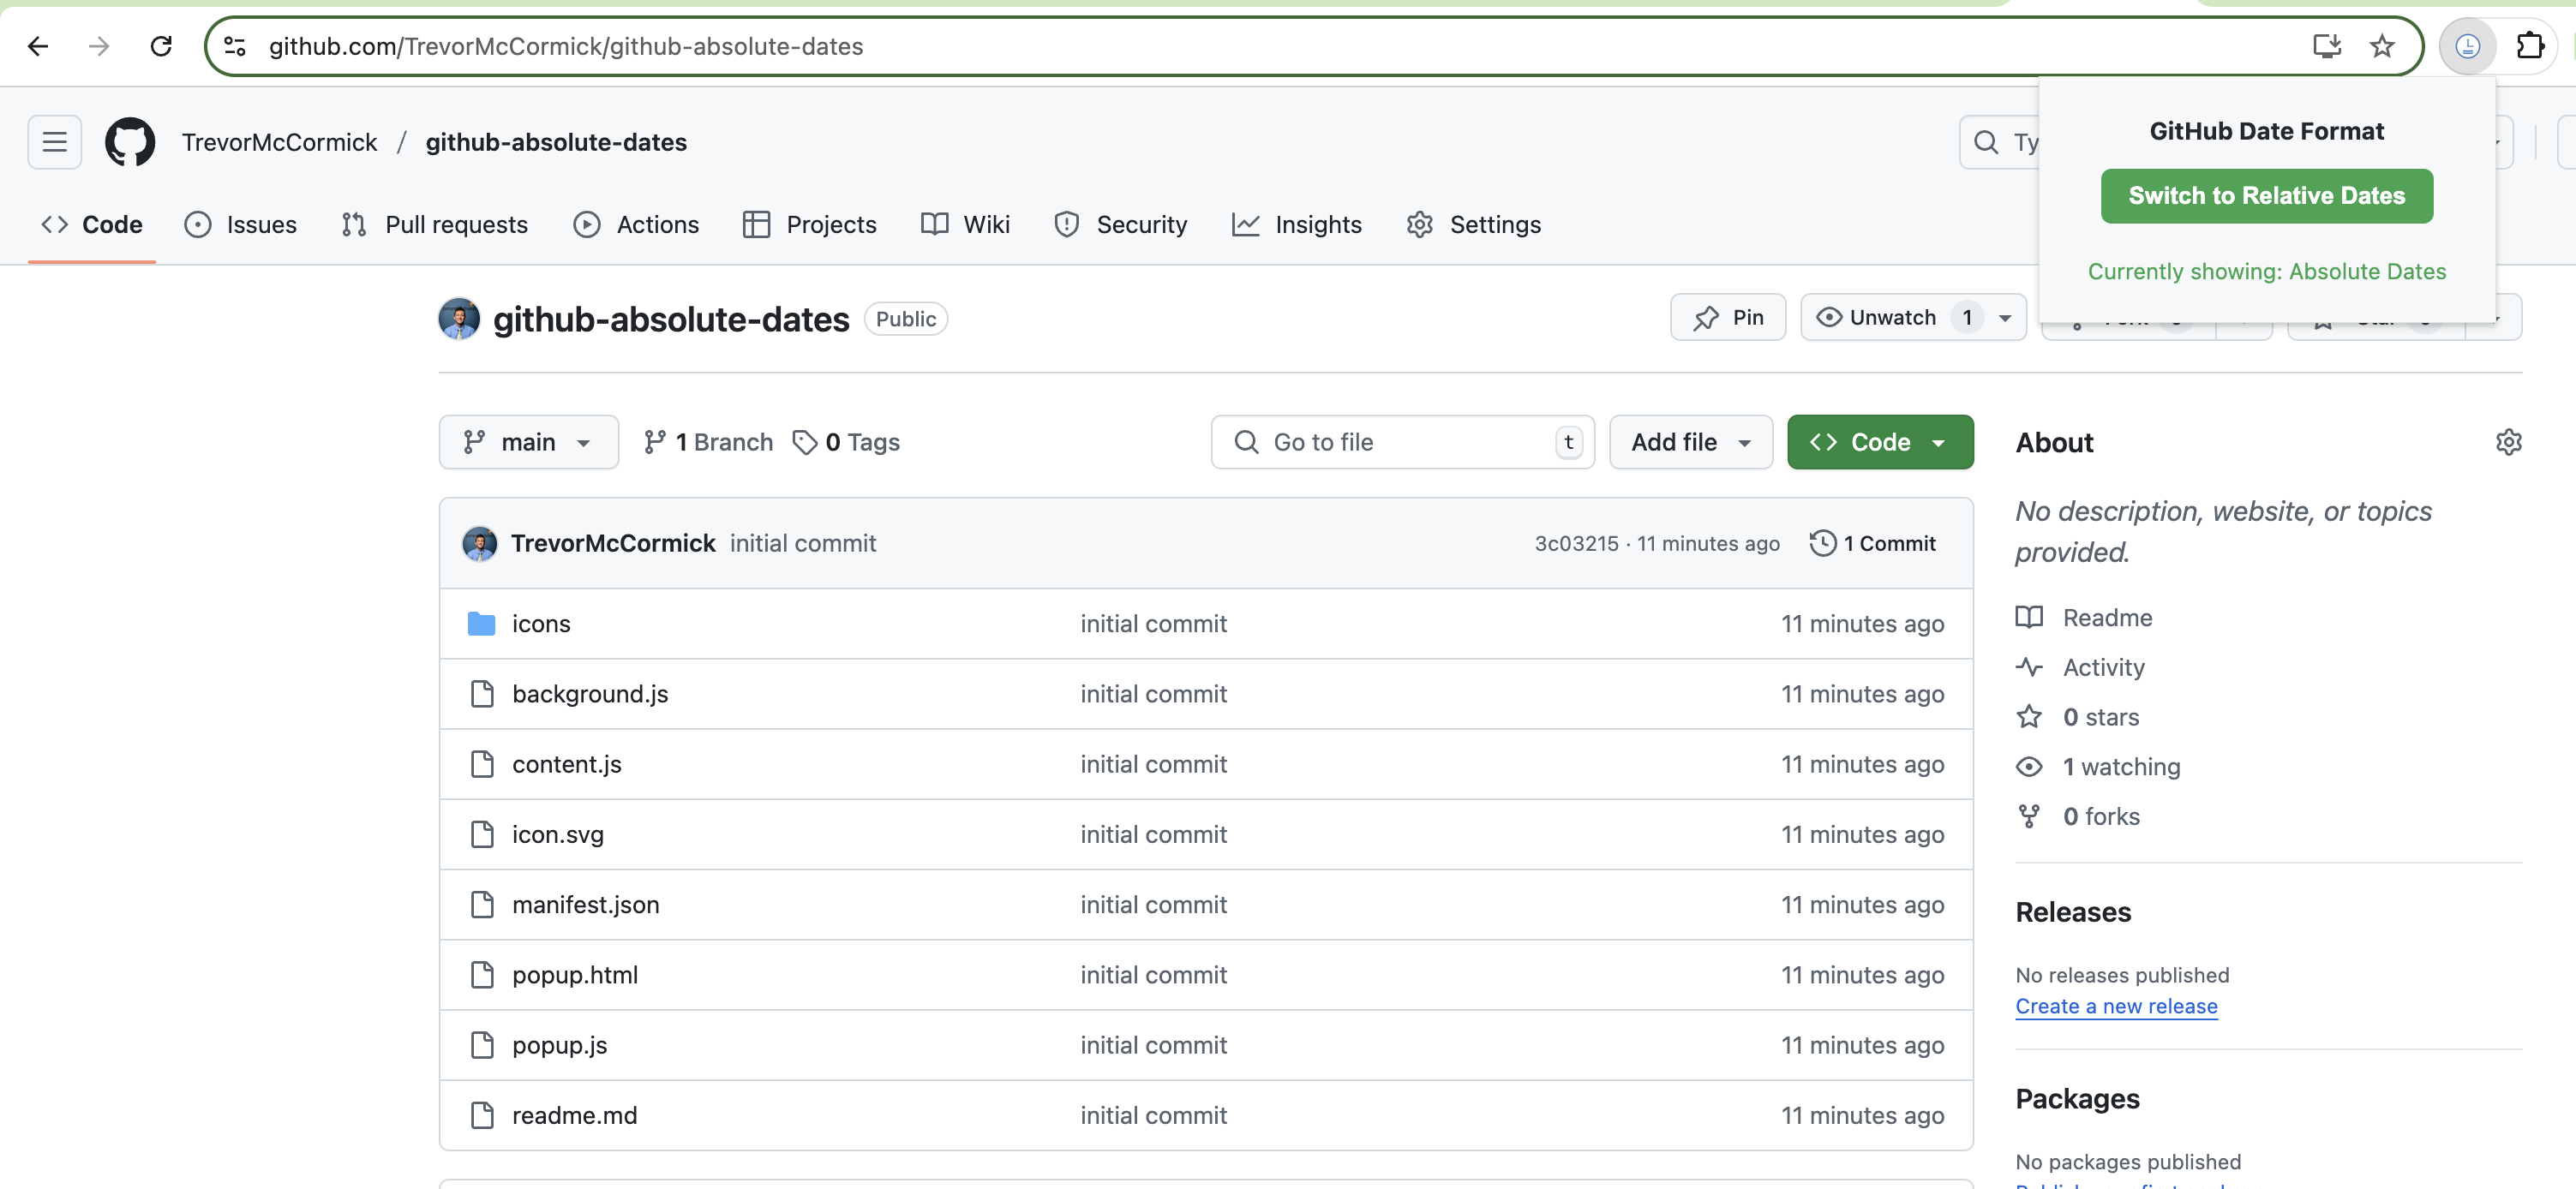 github.com/TrevorMcCormick/github-absolute-dates
TrevorMcCormick / github-absolute-dates
Ty
GitHub Date Format
Switch to Relative Dates
Currently showing: Absolute Dates
Code Issues Pull requests Actions Projects Wiki Security Insights Settings
github-absolute-dates Public
Pin Unwatch 1
main 1 Branch 0 Tags Go to file t Add file Code
TrevorMcCormick initial commit 3c03215 · 11 minutes ago 1 Commit
icons initial commit 11 minutes ago
background.js initial commit 11 minutes ago
content.js initial commit 11 minutes ago
icon.svg initial commit 11 minutes ago
manifest.json initial commit 11 minutes ago
popup.html initial commit 11 minutes ago
popup.js initial commit 11 minutes ago
readme.md initial commit 11 minutes ago
About
No description, website, or topics
provided.
Readme
Activity
0 stars
1 watching
0 forks
Releases
No releases published
Create a new release
Packages
No packages published